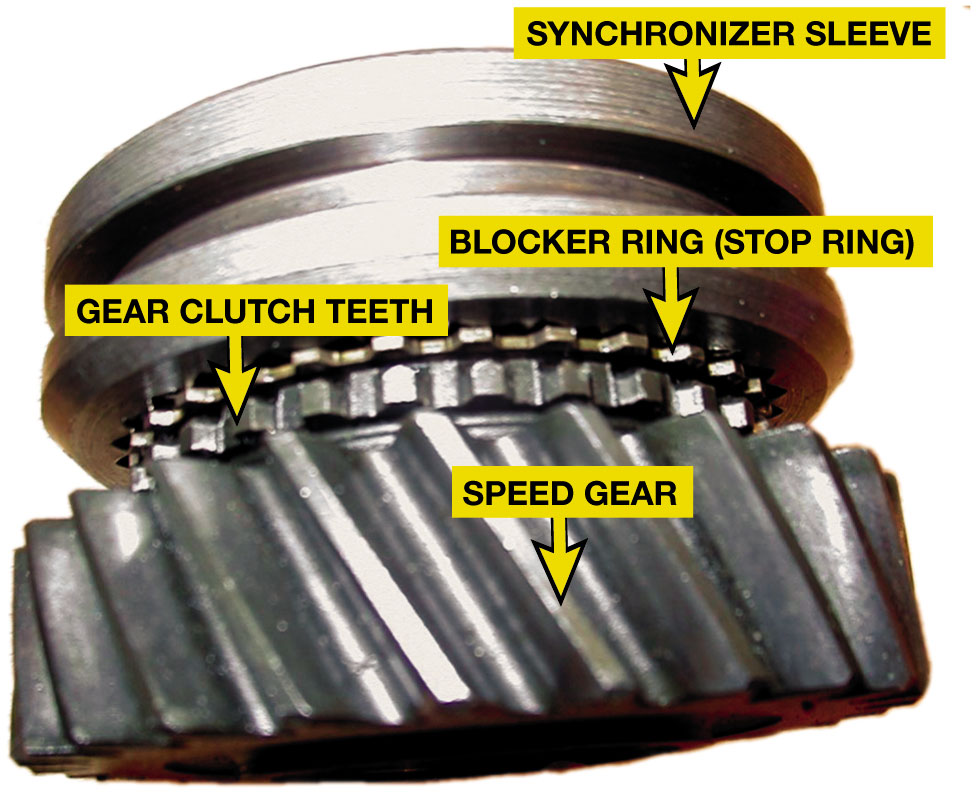 SYNCHRONIZER SLEEVE
BLOCKER RING (STOP RING)
GEAR CLUTCH TEETH
SPEED GEAR